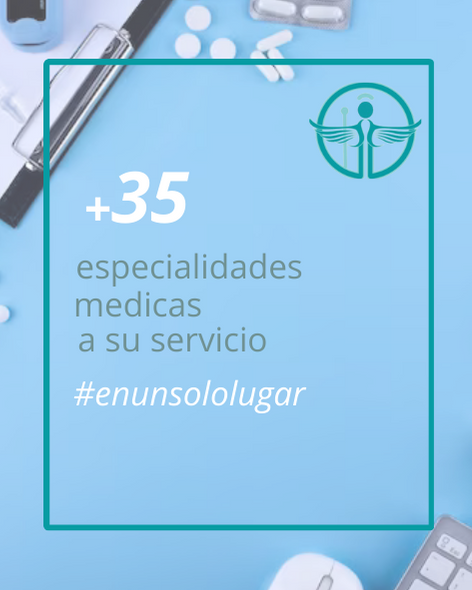 +35
especialidades
medicas
a su servicio
#enunsololugar